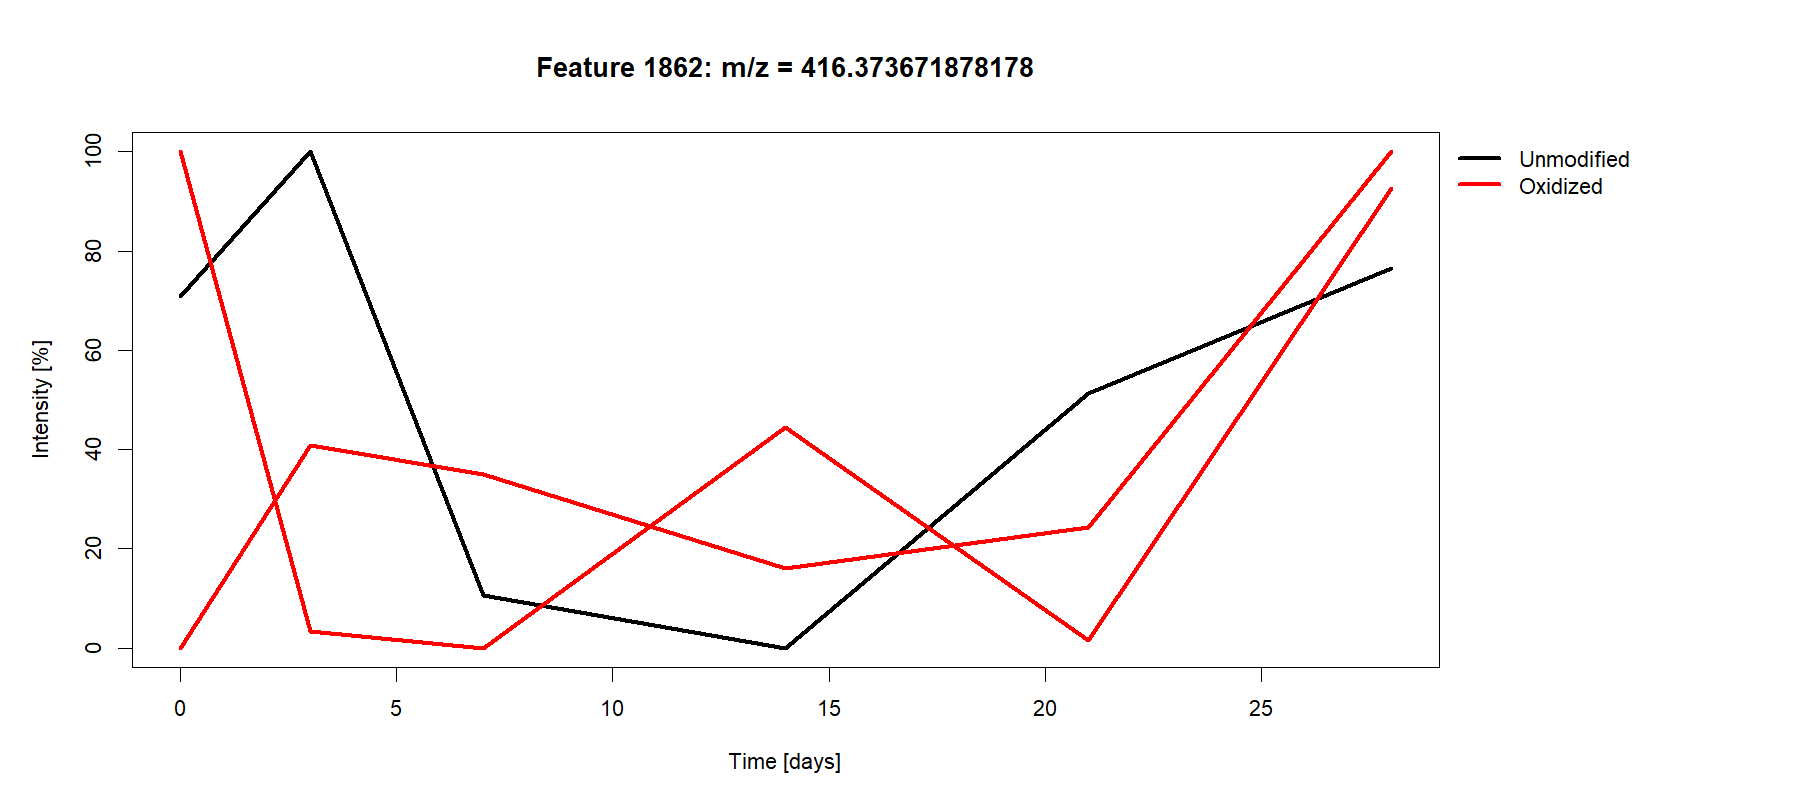 Feature 1862: m/z = 416.373671878178
Unmodified
Oxidized
Intensity [%]
100
80
60
40
20
0
0 5 10 15 20 25
Time [days]